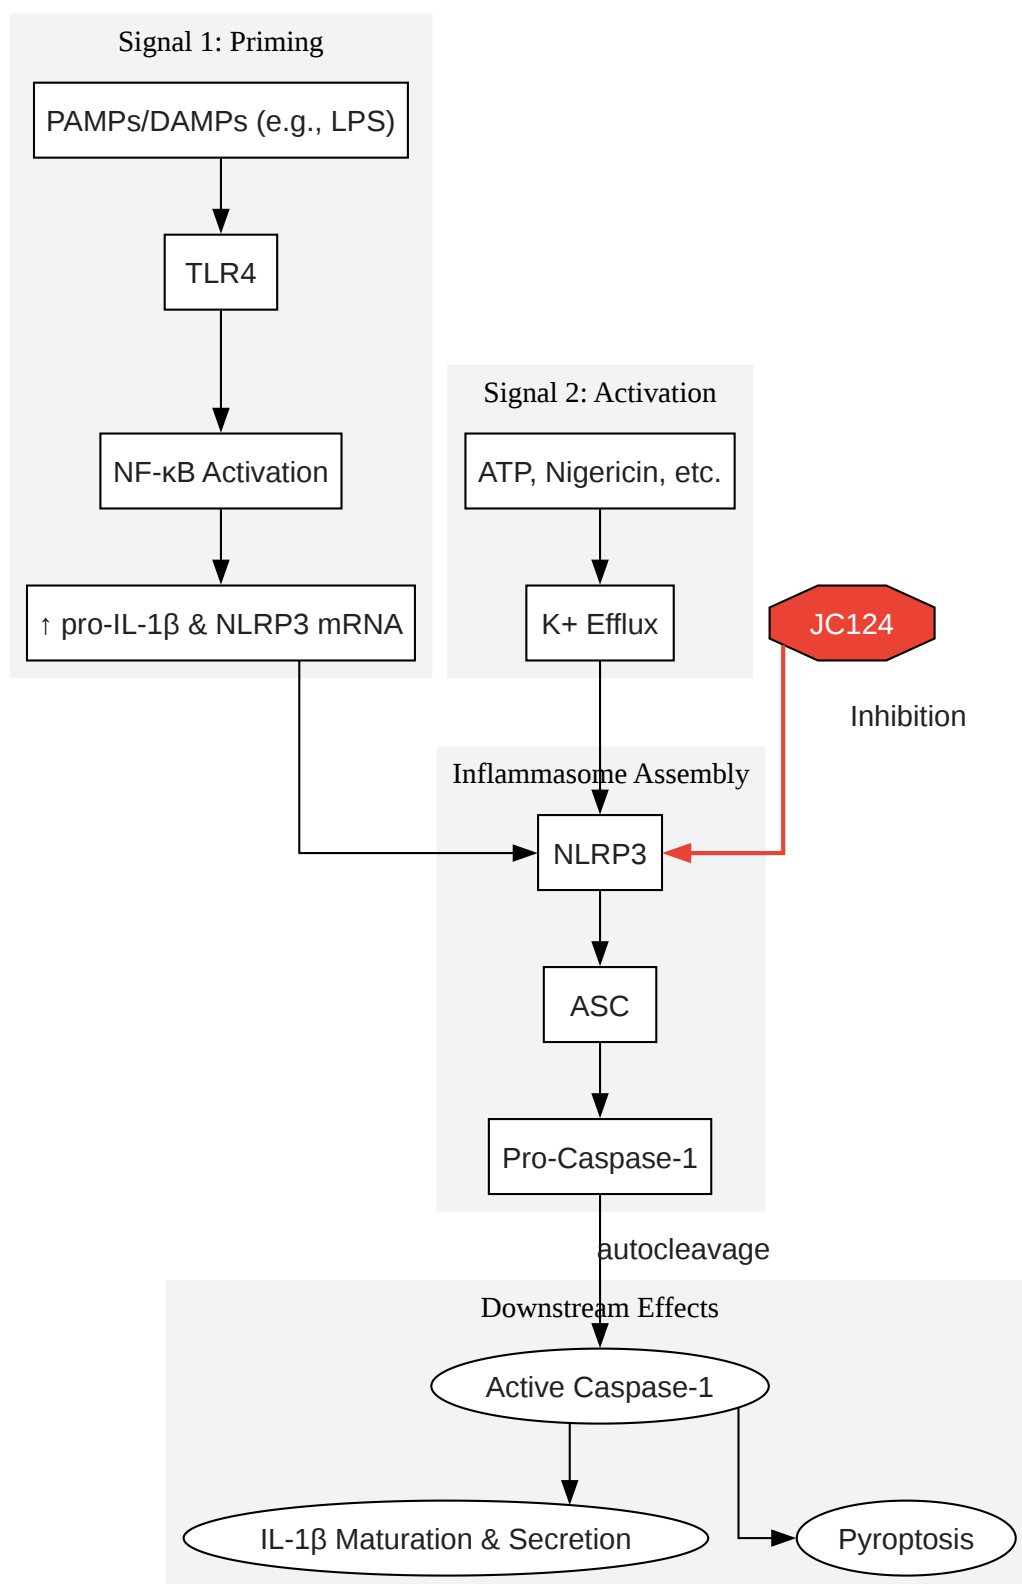 Signal 1: Priming
PAMPs/DAMPs (e.g., LPS)
TLR4
NF-κB Activation
↑ pro-IL-1β & NLRP3 mRNA
Signal 2: Activation
ATP, Nigericin, etc.
K+ Efflux
JC124
Inhibition
Inflammasome Assembly
NLRP3
ASC
Pro-Caspase-1
autocleavage
Downstream Effects
Active Caspase-1
IL-1β Maturation & Secretion
Pyroptosis